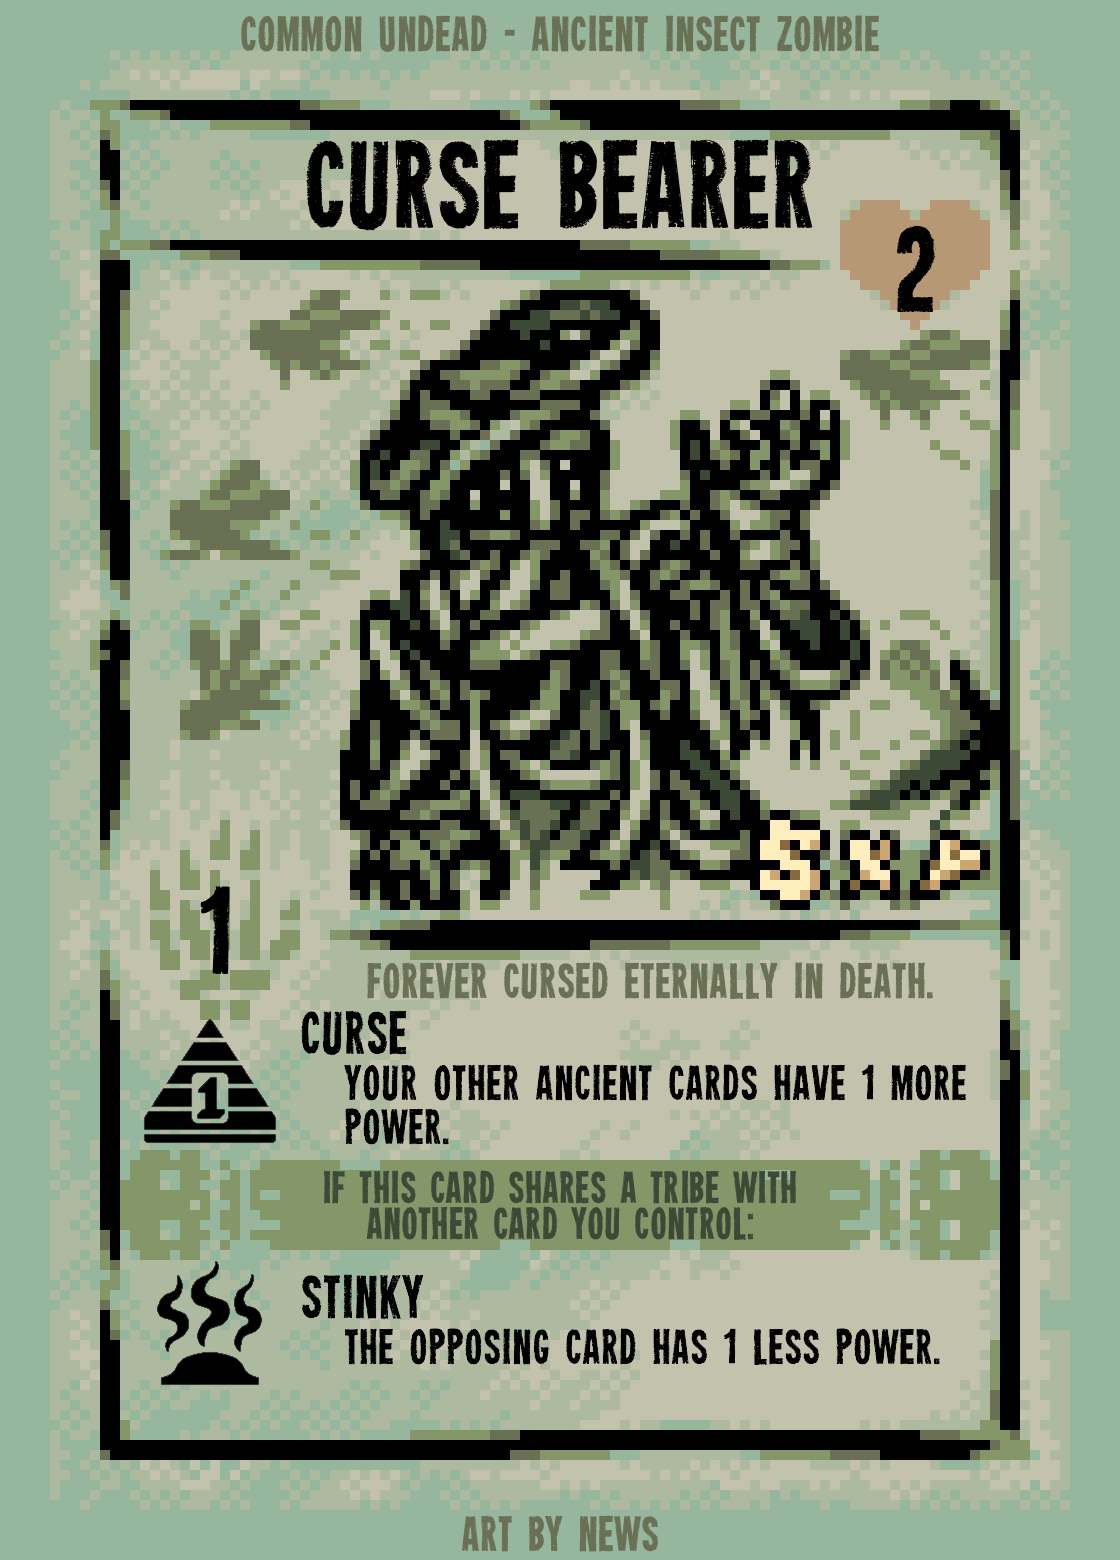 COMMON UNDEAD - ANCIENT INSECT ZOMBIE
CURSE BEARER
2
S X Y
1
FOREVER CURSED ETERNALLY IN DEATH.
CURSE
1
YOUR OTHER ANCIENT CARDS HAVE 1 MORE
POWER.
IF THIS CARD SHARES A TRIBE WITH
ANOTHER CARD YOU CONTROL:
STINKY
THE OPPOSING CARD HAS 1 LESS POWER.
ART BY NEWS